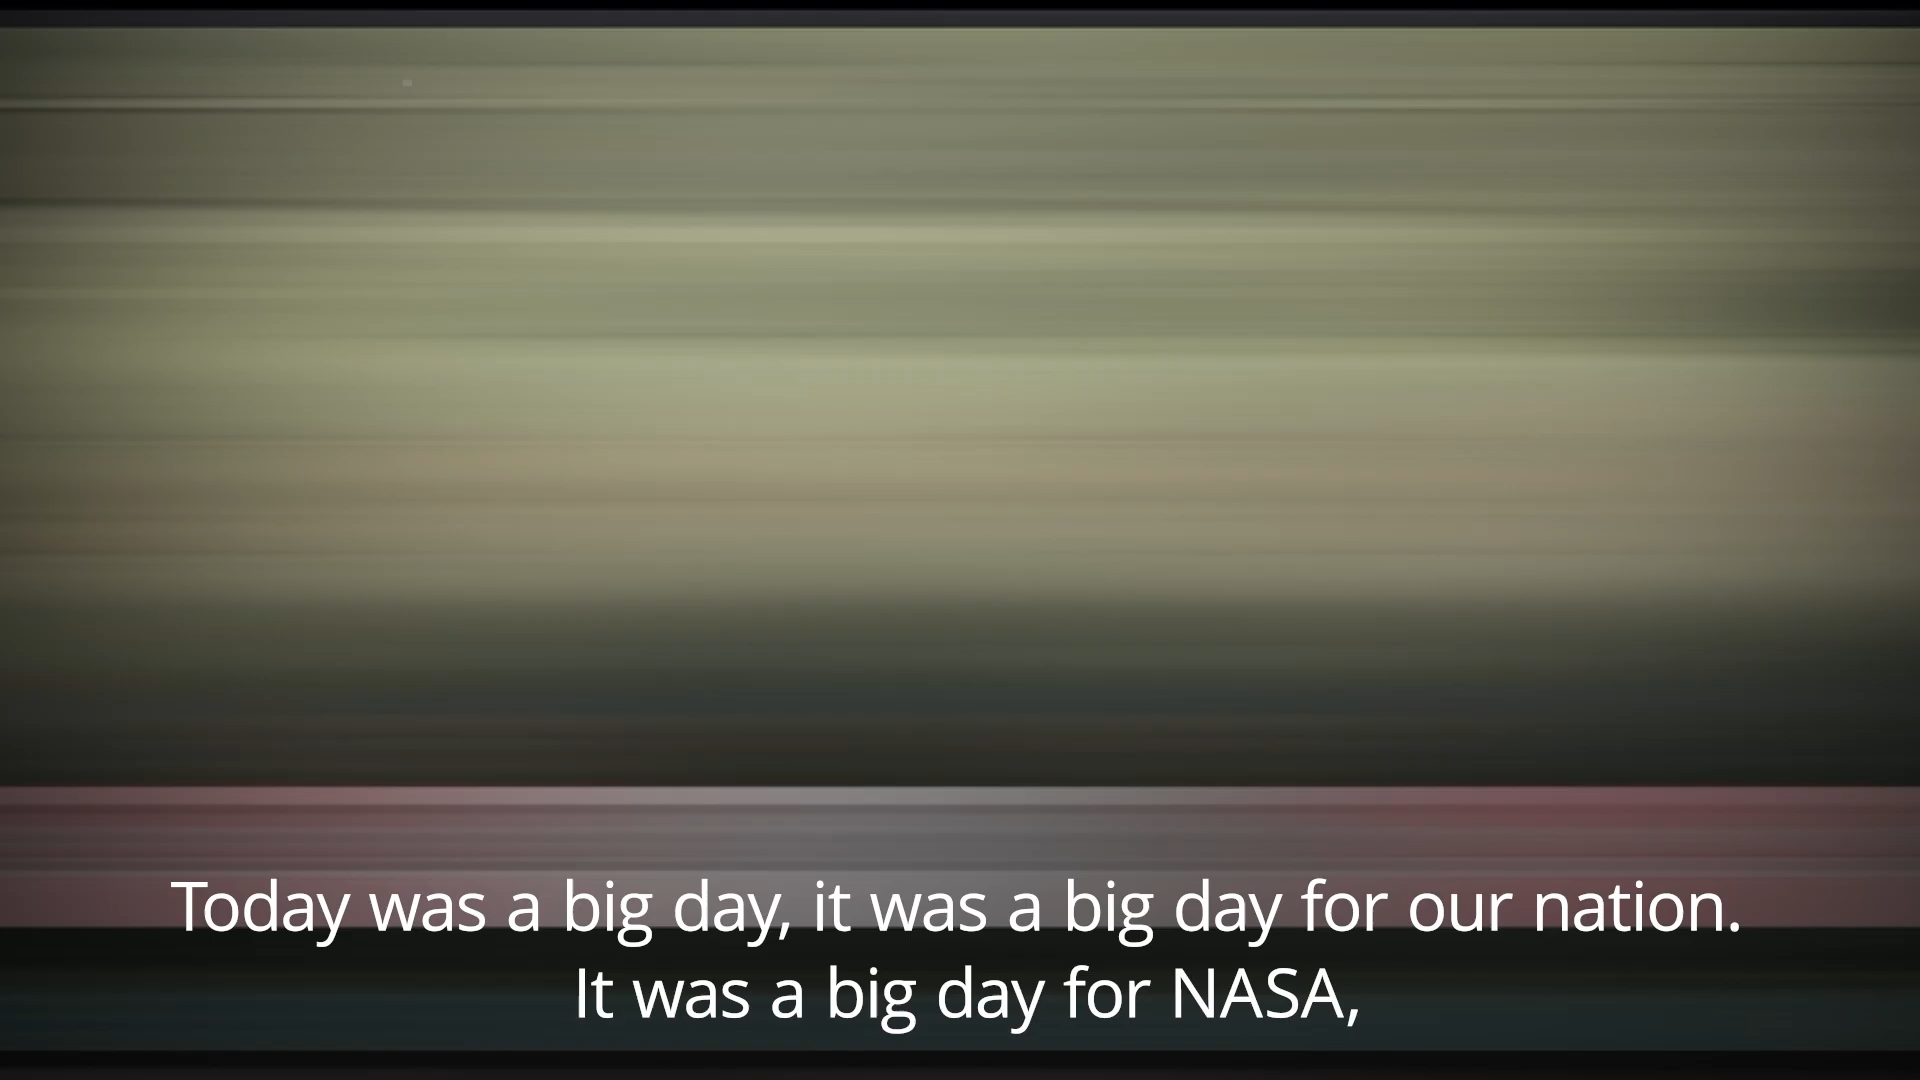 Today was a big day, it was a big day for our nation.
It was a big day for NASA,